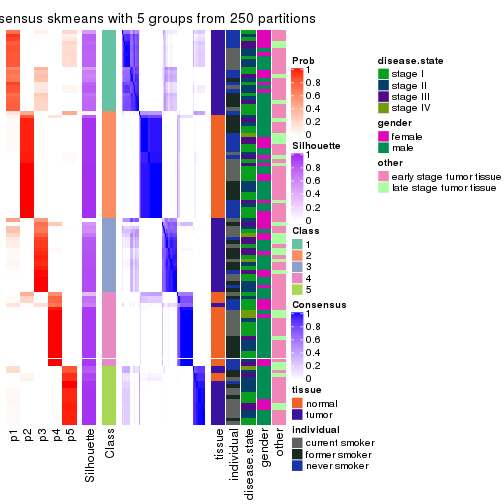 sensus skmeans with 5 groups from 250 partitions
Prob
1
0.8
0.6
0.4
0.2
0
Silhouette
1
0.8
0.6
0.4
0.2
0
Class
1
2
3
4
5
Consensus
1
0.8
0.6
0.4
0.2
0
tissue
normal
tumor
individual
current smoker
former smoker
never smoker
disease.state
stage I
stage II
stage III
stage IV
gender
female
male
other
early stage tumor tissue
late stage tumor tissue
p1
p2
p3
p4
p5
Silhouette
Class
tissue
individual
disease.state
gender
other